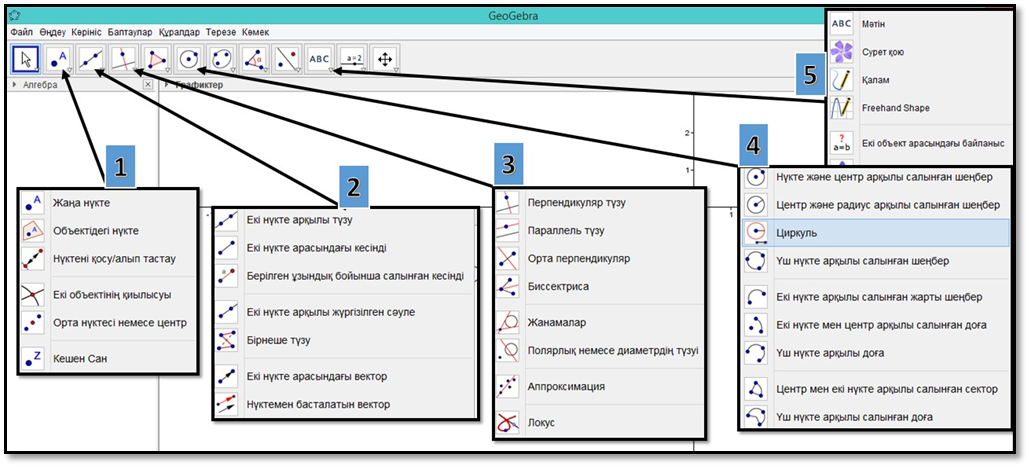 GeoGebra
Файл Өңдеу Көрініс Баптаулар Құралдар Терезе Көмек
A
ABC
a=2
Алгебра
Графиктер
2
1
1
1
Жаңа нүкте
Объектідегі нүкте
Нүктені қосу/алып тастау
Екі объектінің қиылысуы
Орта нүктесі немесе центр
Кешен Сан
2
Екі нүкте арқылы түзу
Екі нүкте арасындағы кесінді
Берілген ұзындық бойынша салынған кесінді
Екі нүкте арқылы жүргізілген сәуле
Бірнеше түзу
Екі нүкте арасындағы вектор
Нүктемен басталатын вектор
3
Перпендикуляр түзу
Параллель түзу
Орта перпендикуляр
Биссектриса
Жанамалар
Полярлық немесе диаметрдің түзуі
Аппроксимация
Локус
4
Нүкте және центр арқылы салынған шеңбер
Центр және радиус арқылы салынған шеңбер
Циркуль
Үш нүкте арқылы салынған шеңбер
Екі нүкте арқылы салынған жарты шеңбер
Екі нүкте мен центр арқылы салынған доға
Үш нүкте арқылы доға
Центр мен екі нүкте арқылы салынған сектор
Үш нүкте арқылы салынған доға
5
ABC Мәтін
Сурет қою
Қалам
Freehand Shape
? a=b Екі объект арасындағы байланыс